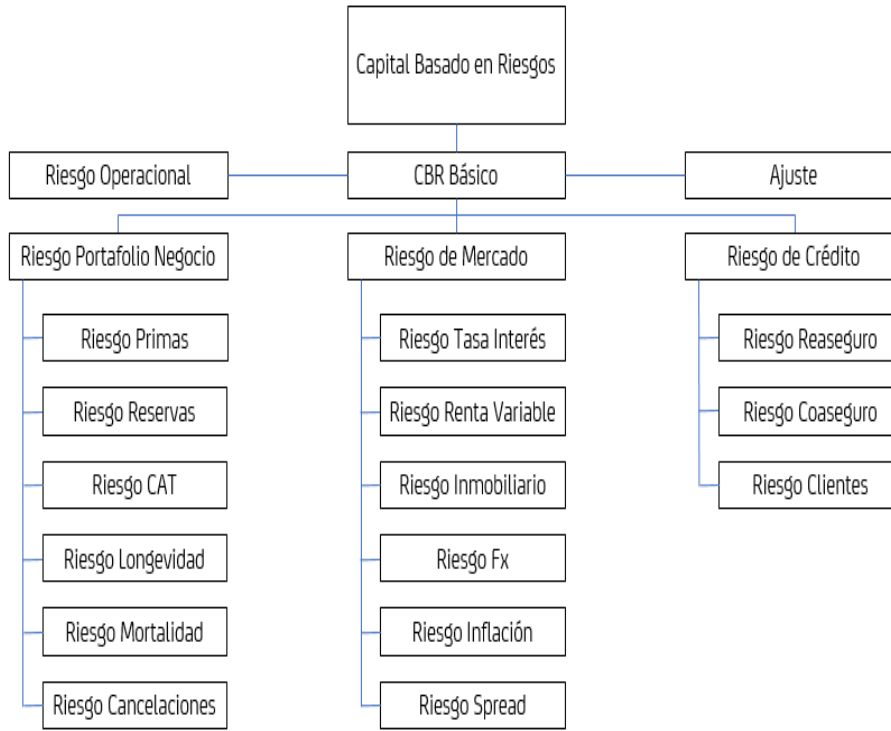 Capital Basado en Riesgos
Riesgo Operacional
CBR Básico
Ajuste
Riesgo Portafolio Negocio
Riesgo de Mercado
Riesgo de Crédito
Riesgo Primas
Riesgo Tasa Interés
Riesgo Reaseguro
Riesgo Reservas
Riesgo Renta Variable
Riesgo Coaseguro
Riesgo CAT
Riesgo Inmobiliario
Riesgo Clientes
Riesgo Longevidad
Riesgo Fx
Riesgo Mortalidad
Riesgo Inflación
Riesgo Cancelaciones
Riesgo Spread